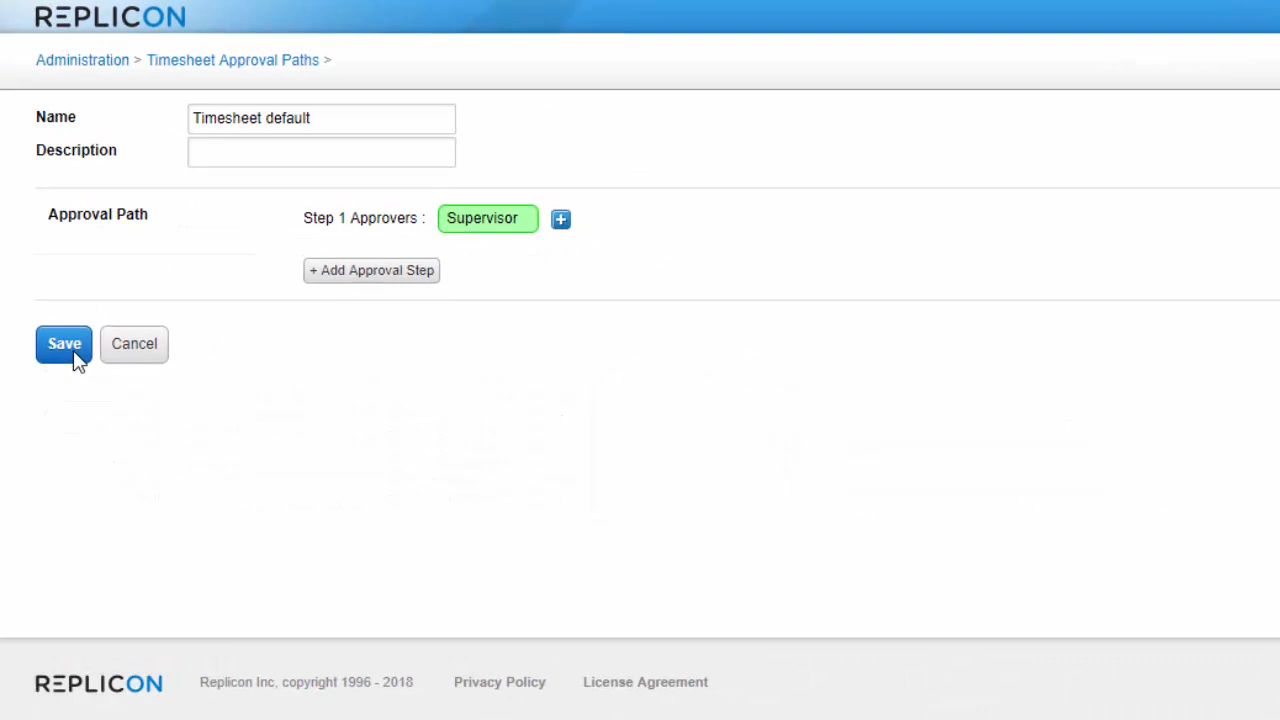 REPLICON
Administration > Timesheet Approval Paths >
Name
Timesheet default
Description
Approval Path
Step 1 Approvers :
Supervisor
+ Add Approval Step
Save
Cancel
REPLICON
Replicon Inc, copyright 1996 - 2018
Privacy Policy
License Agreement